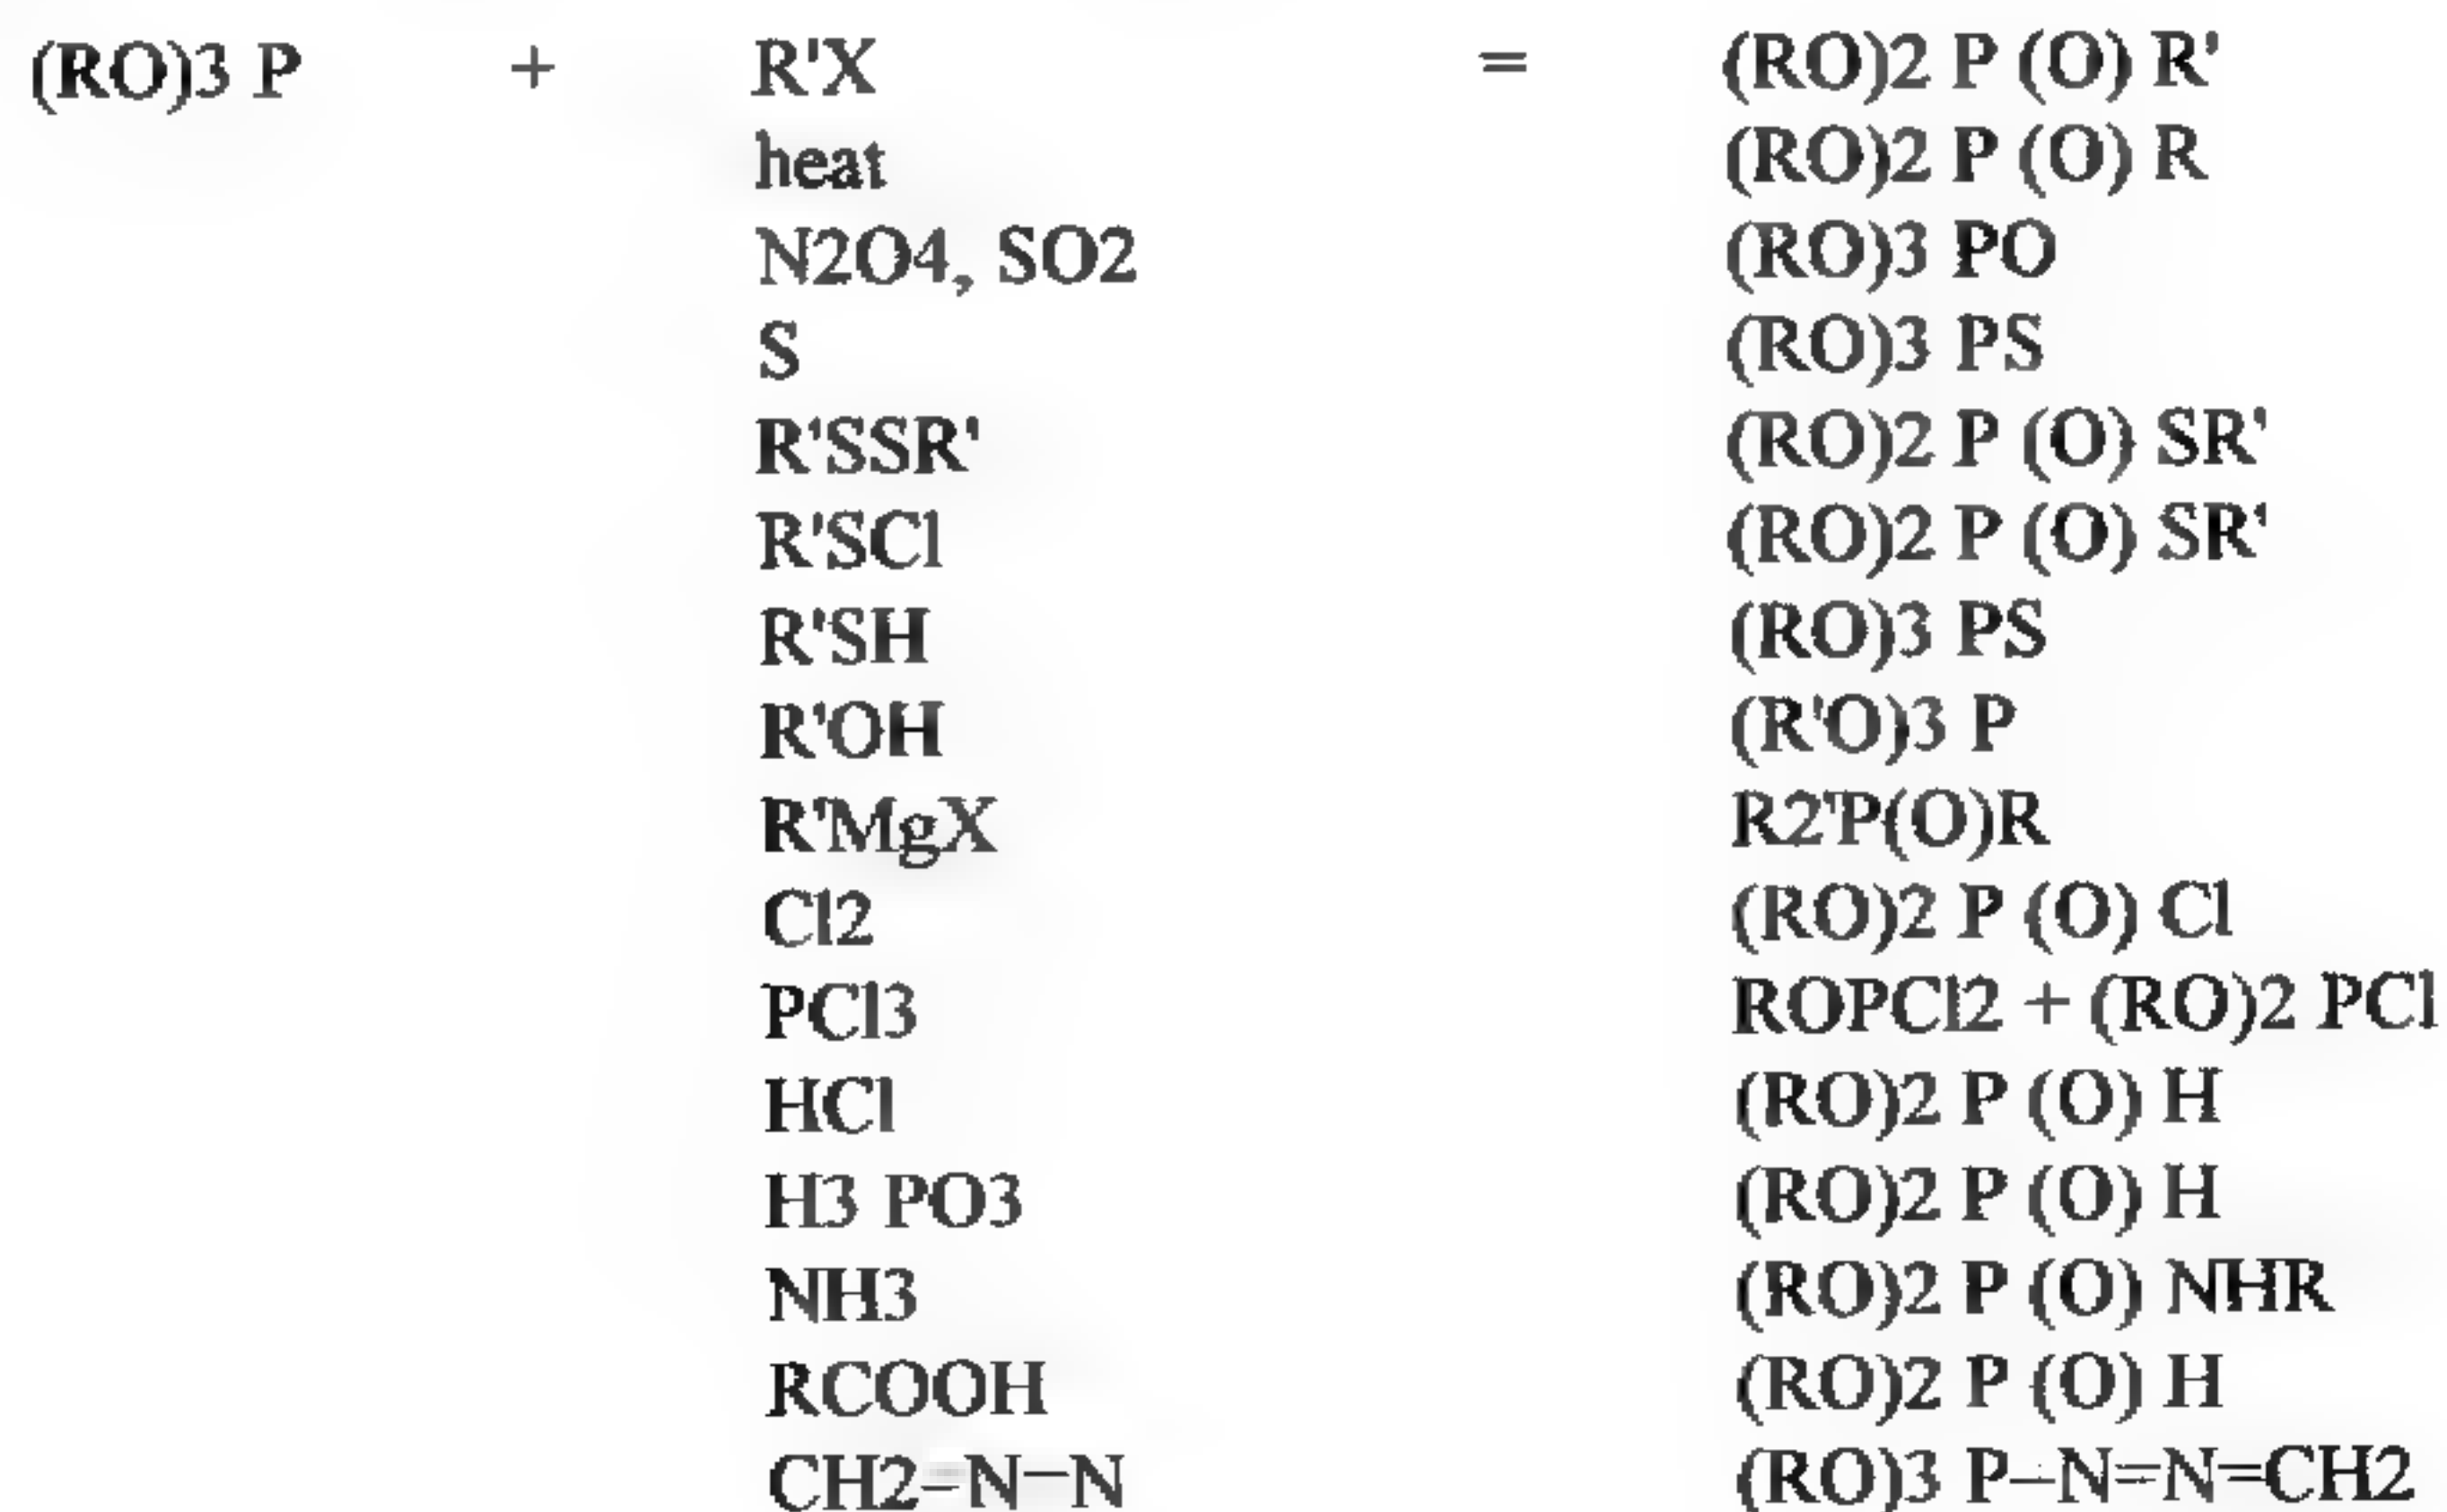 (RO)3 P + R'X = (RO)2 P (O) R'
heat (RO)2 P (O) R
N2O4, SO2 (RO)3 PO
S (RO)3 PS
R'SSR' (RO)2 P (O) SR'
R'SCl (RO)2 P (O) SR'
R'SH (RO)3 PS
R'OH (R'O)3 P
R'MgX R2'P(O)R
Cl2 (RO)2 P (O) Cl
PCl3 ROPCl2 + (RO)2 PCl
HCl (RO)2 P (O) H
H3 PO3 (RO)2 P (O) H
NH3 (RO)2 P (O) NHR
RCOOH (RO)2 P (O) H
CH2=N—N (RO)3 P—N=N=CH2